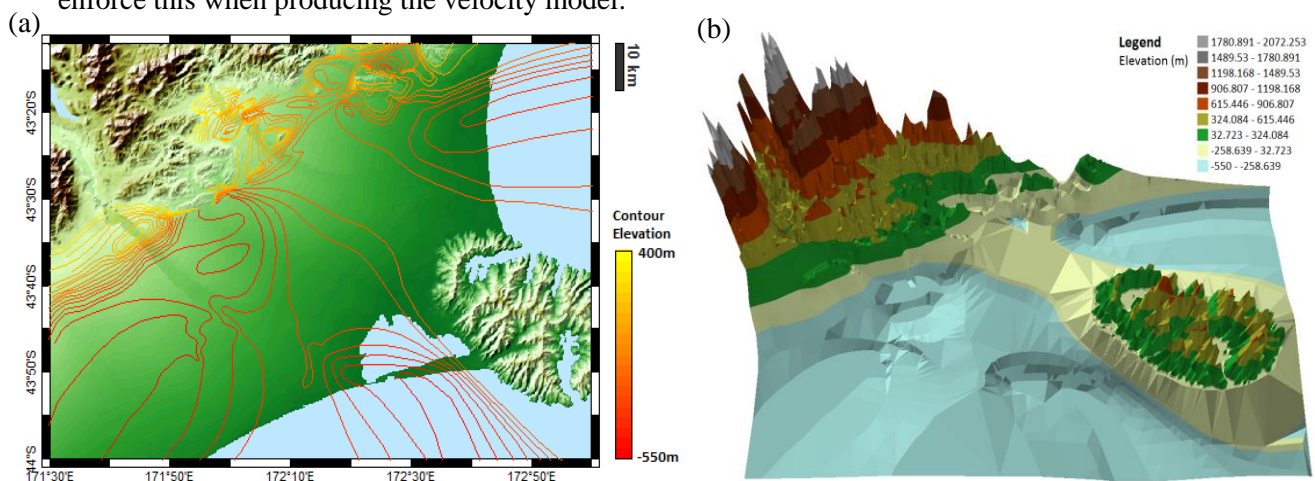 enforce this when producing the velocity model.
(a)
10 km
43°20'S
43°30'S
43°40'S
43°50'S
44°S
171°30'E
171°50'E
172°10'E
172°30'E
172°50'E
Contour
Elevation
400m
-550m
(b)
Legend
Elevation (m)
1780.891 - 2072.253
1489.53 - 1780.891
1198.168 - 1489.53
906.807 - 1198.168
615.446 - 906.807
324.084 - 615.446
32.723 - 324.084
-258.639 - 32.723
-550 - -258.639